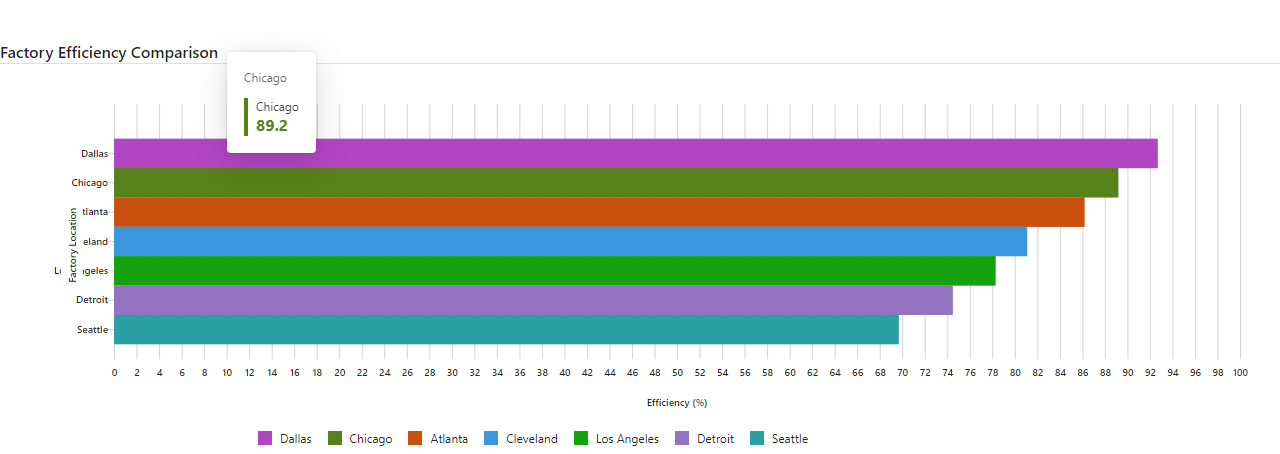 Factory Efficiency Comparison
Chicago
Chicago
89.2
Dallas
Chicago
tlanta
eland
geles
Detroit
Seattle
Factory Location
0 2 4 6 8 10 12 14 16 18 20 22 24 26 28 30 32 34 36 38 40 42 44 46 48 50 52 54 56 58 60 62 64 66 68 70 72 74 76 78 80 82 84 86 88 90 92 94 96 98 100
Efficiency (%)
Dallas Chicago Atlanta Cleveland Los Angeles Detroit Seattle